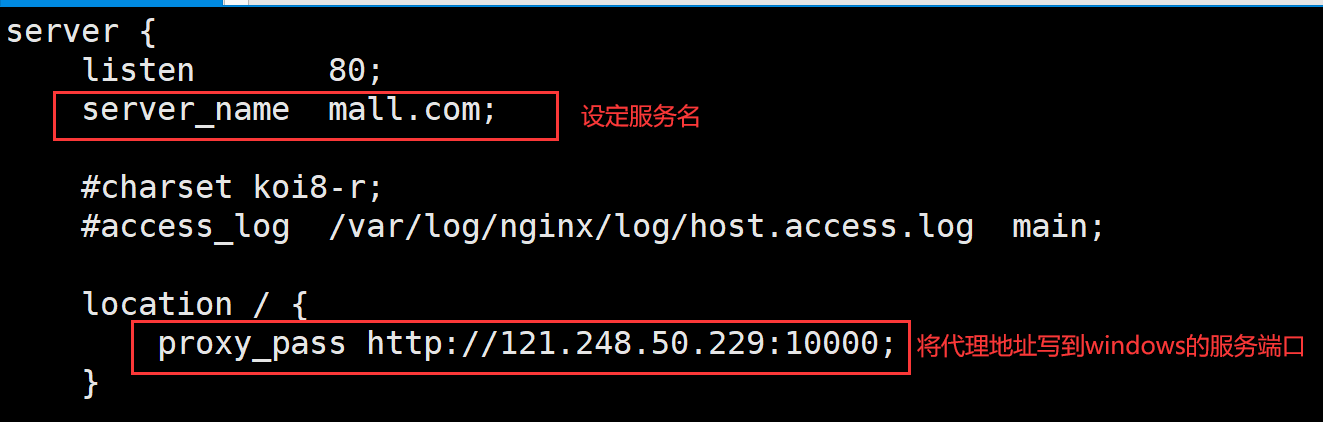 server {
    listen       80;
    server_name  mall.com;
设定服务名
    #charset koi8-r;
    #access_log  /var/log/nginx/log/host.access.log  main;
    location / {
        proxy_pass http://121.248.50.229:10000;
将代理地址写到windows的服务端口
    }